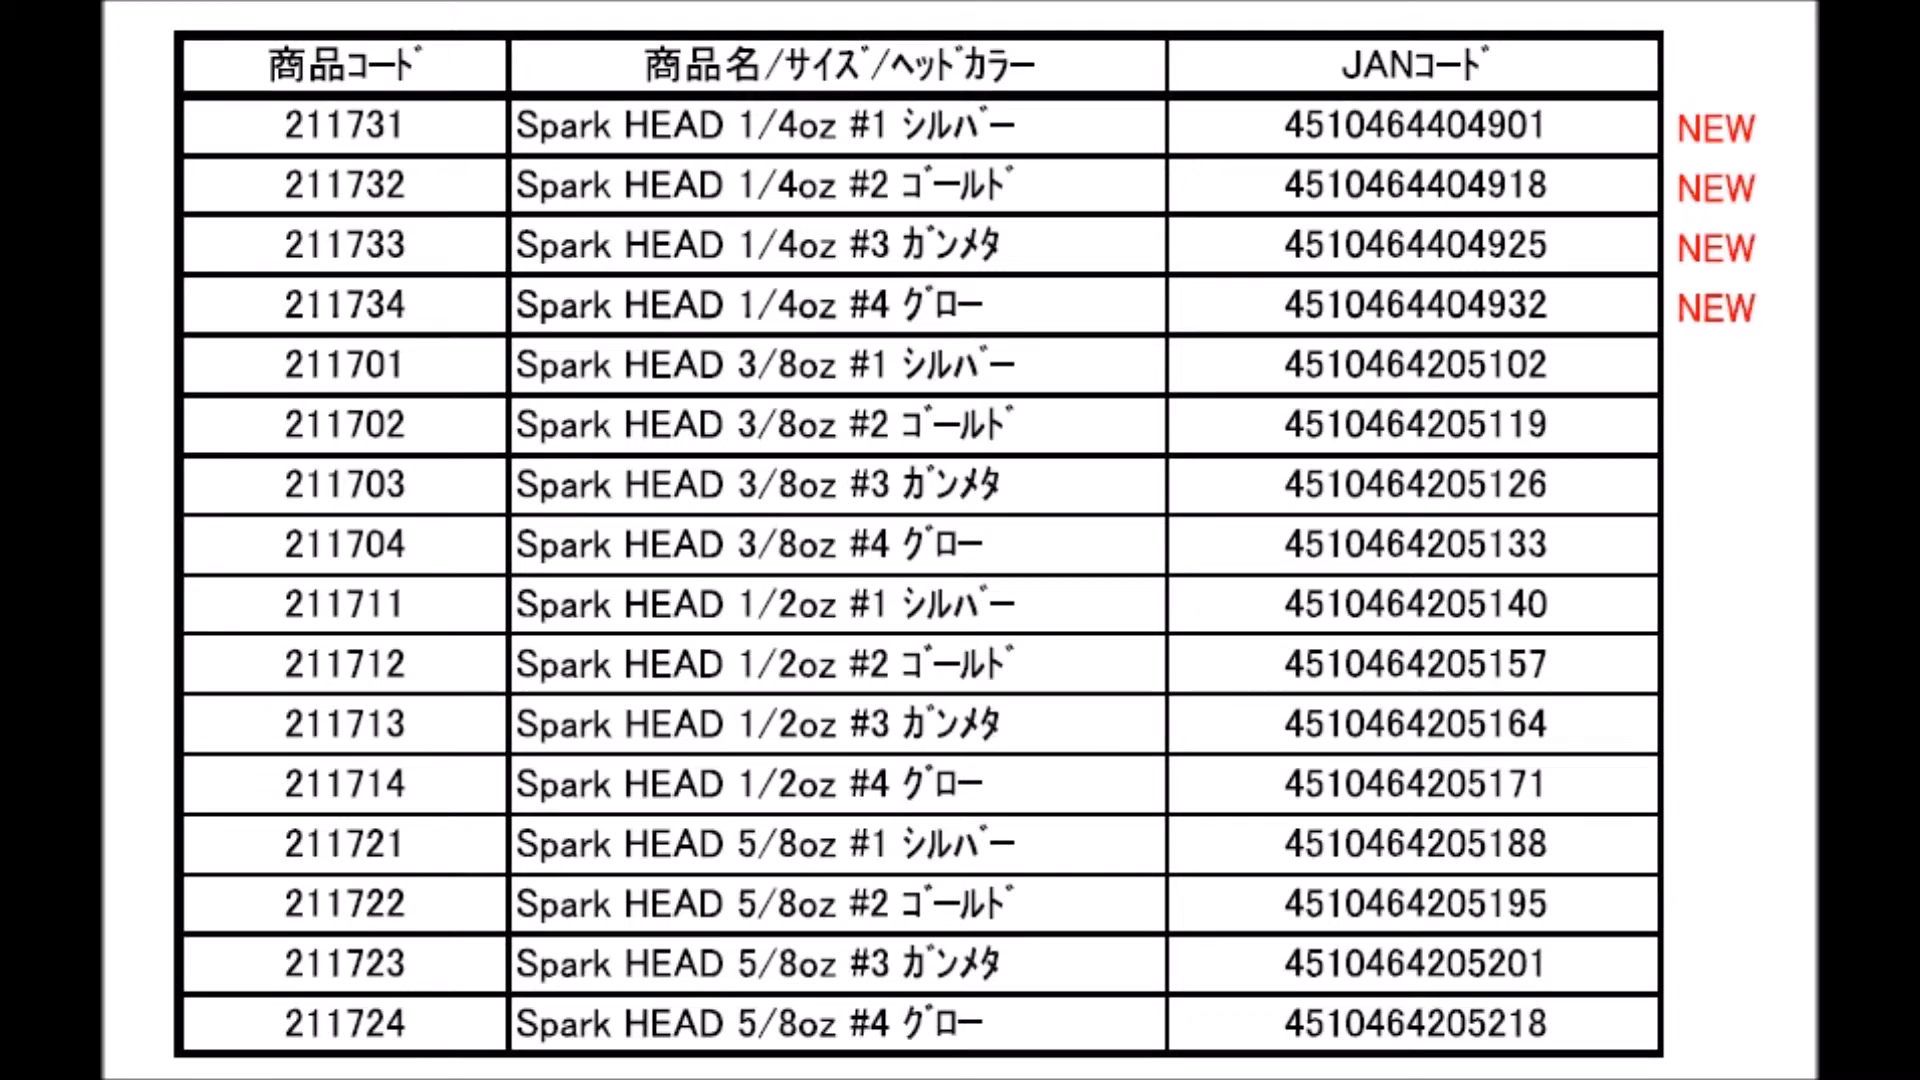 商品コード 商品名/サイズ/ヘッドカラー JANコード
211731 Spark HEAD 1/4oz #1 シルバー 4510464404901 NEW
211732 Spark HEAD 1/4oz #2 ゴールド 4510464404918 NEW
211733 Spark HEAD 1/4oz #3 ガンメタ 4510464404925 NEW
211734 Spark HEAD 1/4oz #4 グロー 4510464404932 NEW
211701 Spark HEAD 3/8oz #1 シルバー 4510464205102
211702 Spark HEAD 3/8oz #2 ゴールド 4510464205119
211703 Spark HEAD 3/8oz #3 ガンメタ 4510464205126
211704 Spark HEAD 3/8oz #4 グロー 4510464205133
211711 Spark HEAD 1/2oz #1 シルバー 4510464205140
211712 Spark HEAD 1/2oz #2 ゴールド 4510464205157
211713 Spark HEAD 1/2oz #3 ガンメタ 4510464205164
211714 Spark HEAD 1/2oz #4 グロー 4510464205171
211721 Spark HEAD 5/8oz #1 シルバー 4510464205188
211722 Spark HEAD 5/8oz #2 ゴールド 4510464205195
211723 Spark HEAD 5/8oz #3 ガンメタ 4510464205201
211724 Spark HEAD 5/8oz #4 グロー 4510464205218